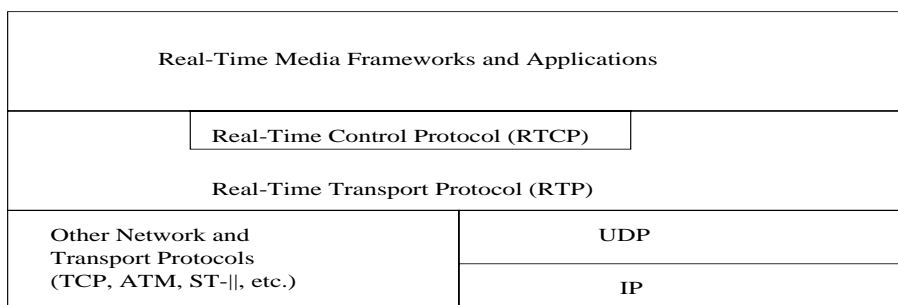 Real-Time Media Frameworks and Applications
Real-Time Control Protocol (RTCP)
Real-Time Transport Protocol (RTP)
Other Network and
Transport Protocols
(TCP, ATM, ST-||, etc.)
UDP
IP